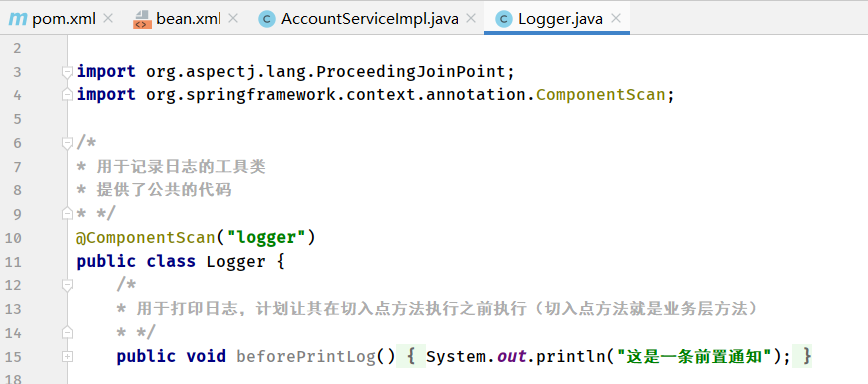 pom.xml bean.xml AccountServiceImpl.java Logger.java
2
3 import org.aspectj.lang.ProceedingJoinPoint;
4 import org.springframework.context.annotation.ComponentScan;
5
6 /*
7 * 用于记录日志的工具类
8 * 提供了公共的代码
9 * */
10 @ComponentScan("logger")
11 public class Logger {
12 /*
13 * 用于打印日志，计划让其在切入点方法执行之前执行（切入点方法就是业务层方法）
14 * */
15 public void beforePrintLog() { System.out.println("这是一条前置通知"); }
18